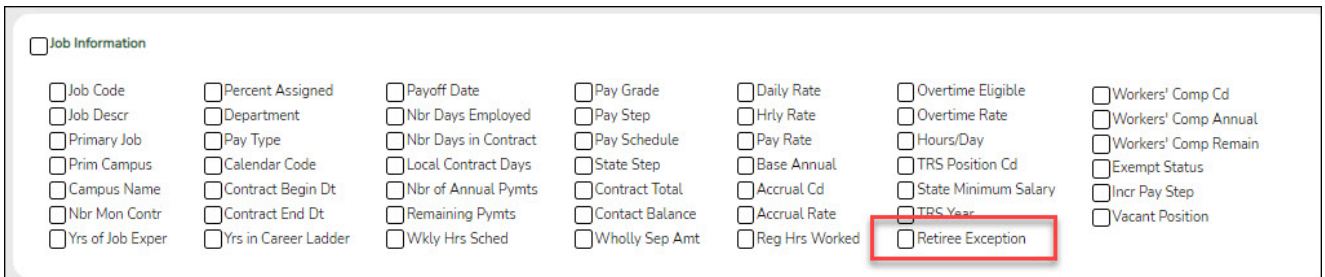 Job Information
Job Code Percent Assigned Payoff Date Pay Grade Daily Rate Overtime Eligible Workers' Comp Cd
Job Descr Department Nbr Days Employed Pay Step Hrly Rate Overtime Rate Workers' Comp Annual
Primary Job Pay Type Nbr Days in Contract Pay Schedule Pay Rate Hours/Day Workers' Comp Remain
Prim Campus Calendar Code Local Contract Days State Step Base Annual TRS Position Cd Exempt Status
Campus Name Contract Begin Dt Nbr of Annual Pymts Contract Total Accrual Cd State Minimum Salary Incr Pay Step
Nbr Mon Contr Contract End Dt Remaining Pymts Contact Balance Accrual Rate TRS Year Vacant Position
Yrs of Job Exper Yrs in Career Ladder Wkly Hrs Sched Wholly Sep Amt Reg Hrs Worked Retiree Exception